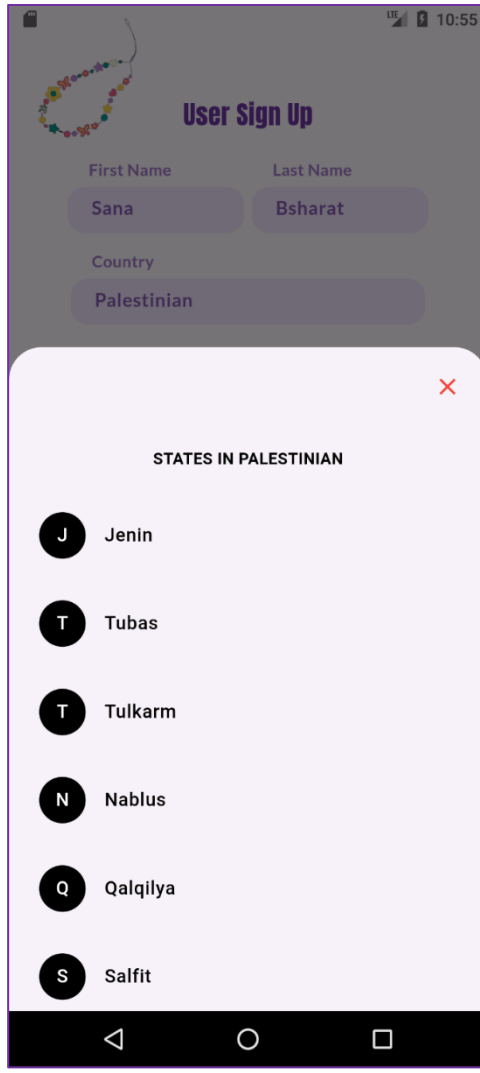 LTE 10:55
User Sign Up
First Name Last Name
Sana Bsharat
Country
Palestinian
STATES IN PALESTINIAN
J Jenin
T Tubas
T Tulkarm
N Nablus
Q Qalqilya
S Salfit